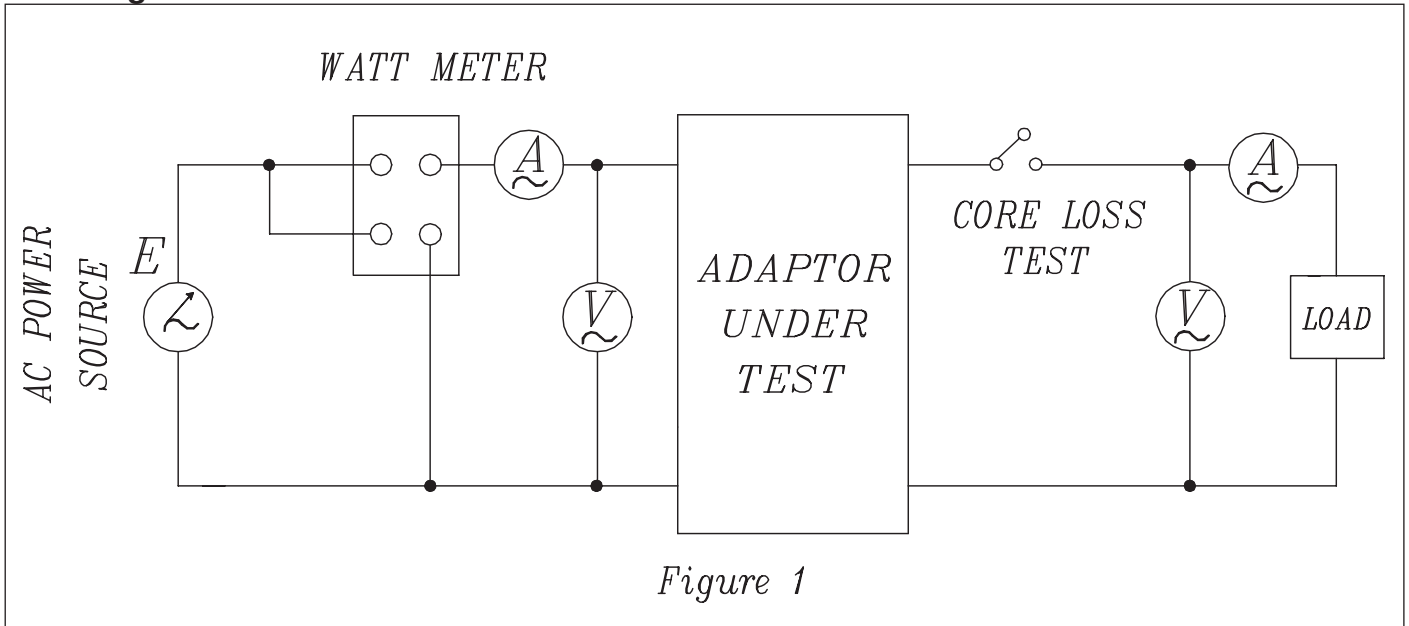 WATT METER
AC POWER
SOURCE
E
A
V
ADAPTOR
UNDER
TEST
CORE LOSS
TEST
V
A
LOAD
Figure 1